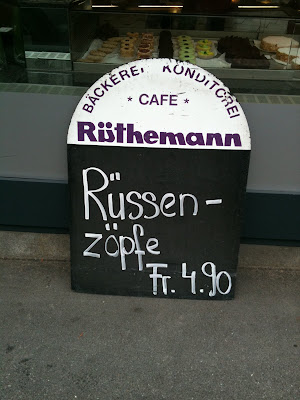 BÄCKEREI KONDITOREI
* CAFE *
Rüthemann
Rüssen-
zöpfe
Fr. 4.90